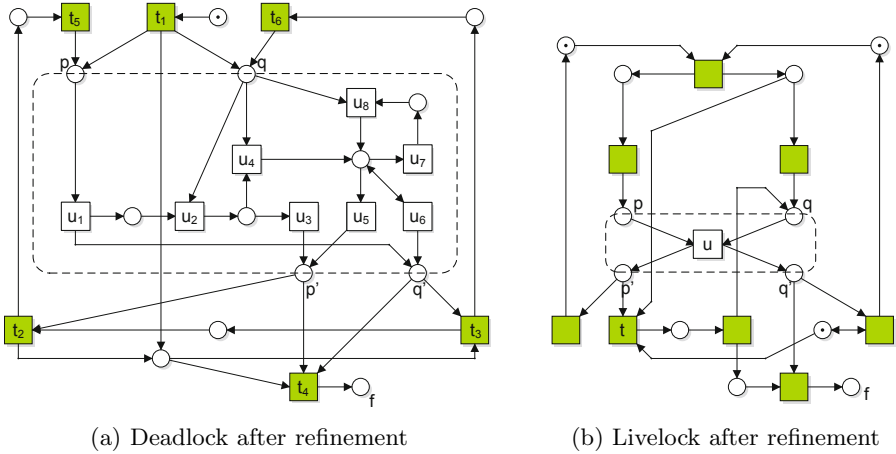 t5 t1 t6
p q
u8
u4 u7
u1 u2 u3 u5 u6
p' q'
t2 t3
t4
f
(a) Deadlock after refinement
p q
u
p' q'
t
f
(b) Livelock after refinement